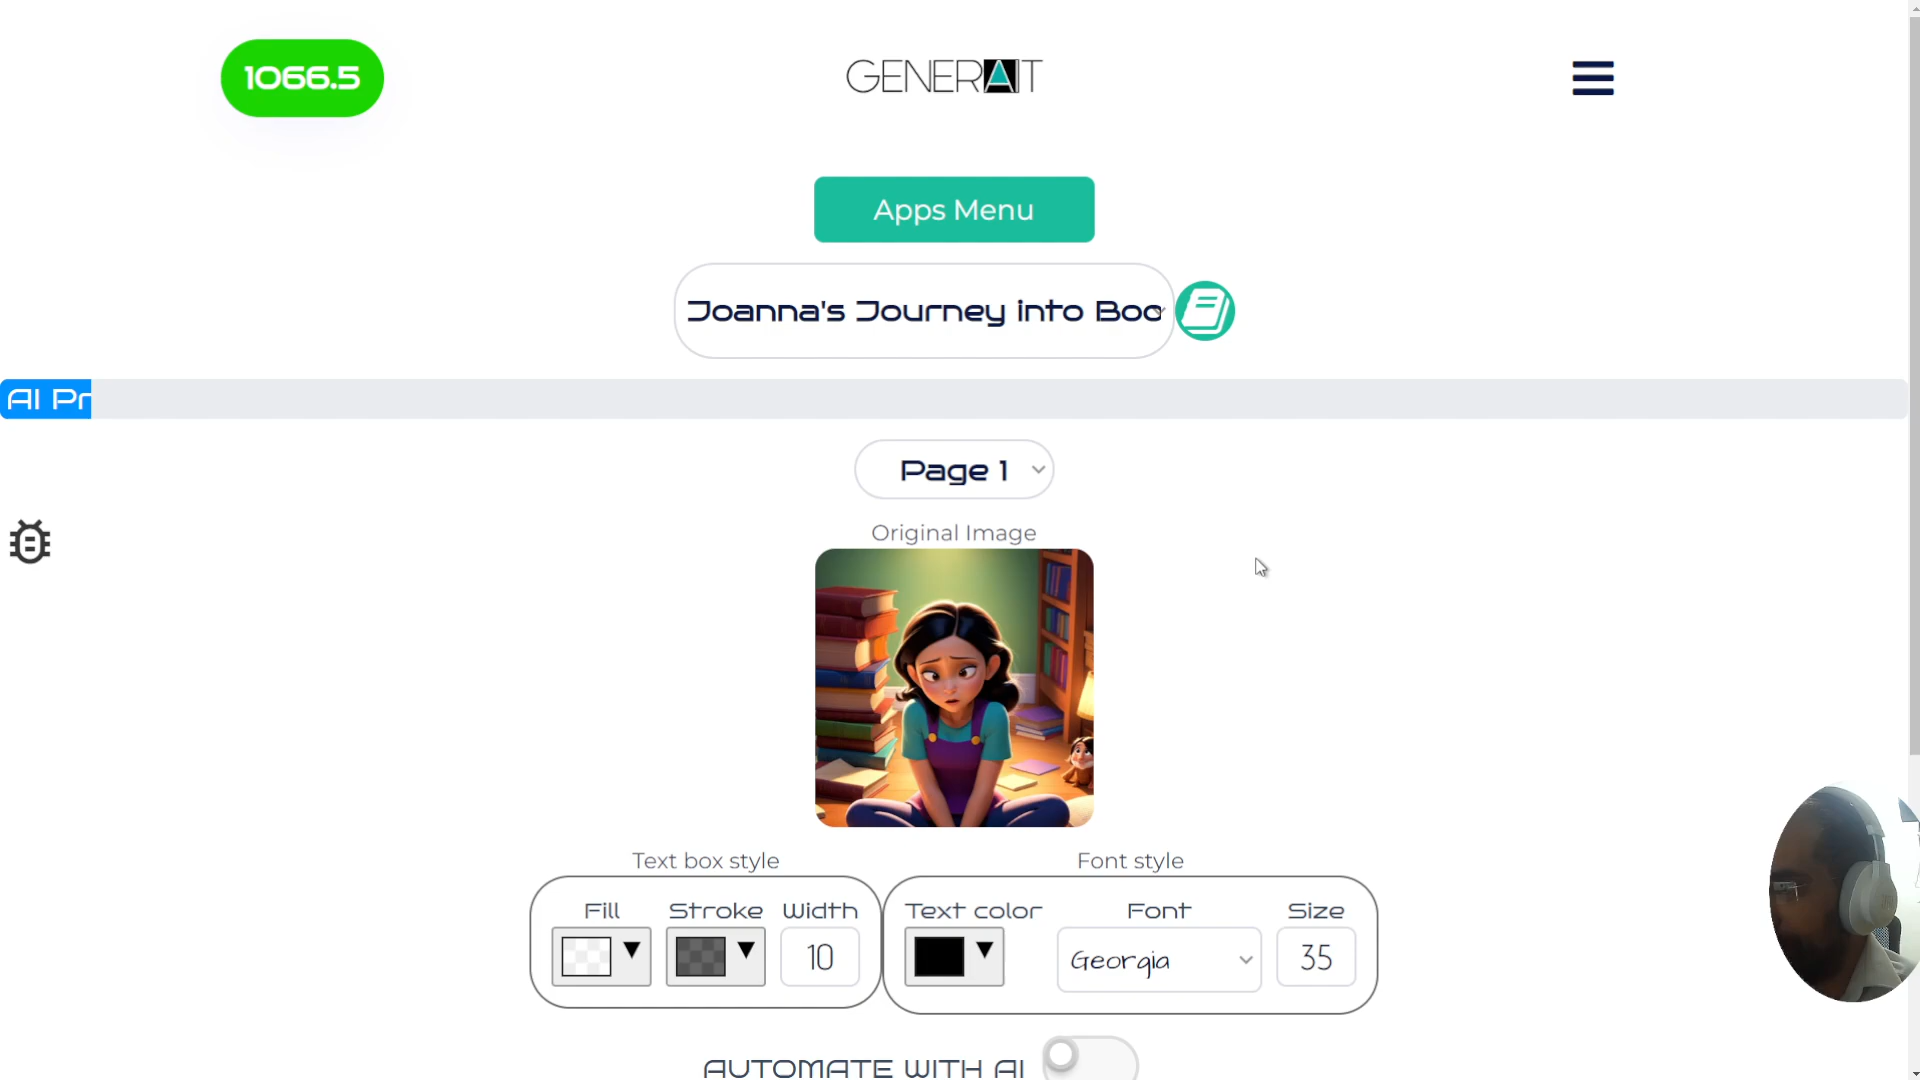 1066.5
GENERAIT
Apps Menu
Joanna's Journey into Boo
AI Pr
Page 1
Original Image
Text box style
Font style
Fill
Stroke
Width
Text color
Font
Size
10
Georgia
35
AUTOMATE WITH AI